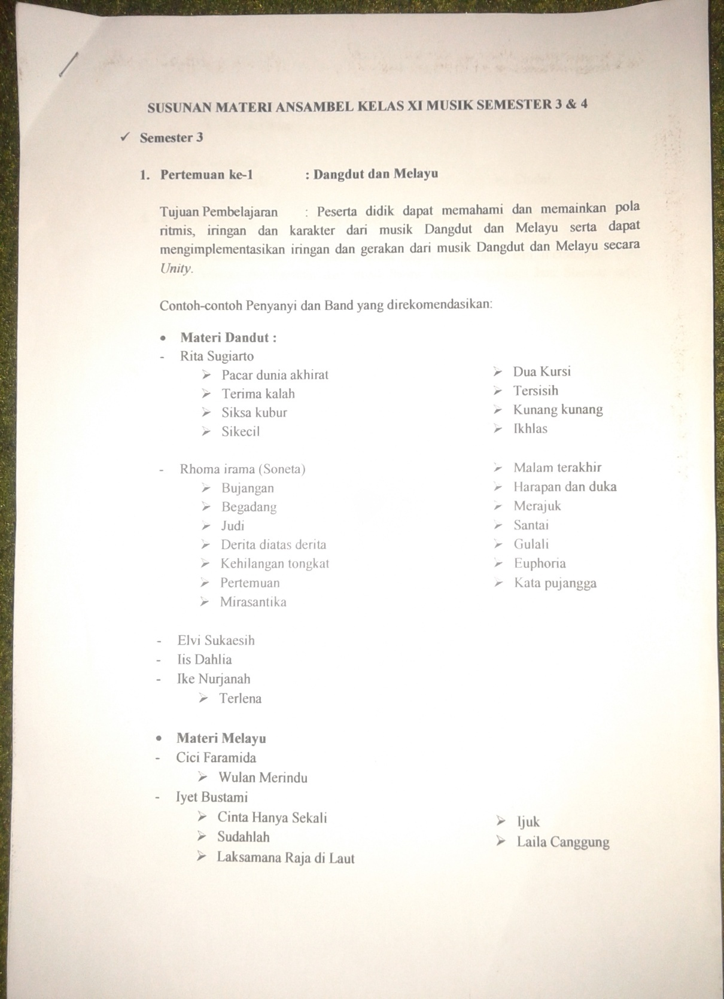 SUSUNAN MATERI ANSAMBEL KELAS XI MUSIK SEMESTER 3 & 4
✓ Semester 3
1. Pertemuan ke-1 : Dangdut dan Melayu
Tujuan Pembelajaran : Peserta didik dapat memahami dan memainkan pola
ritmis, iringan dan karakter dari musik Dangdut dan Melayu serta dapat
mengimplementasikan iringan dan gerakan dari musik Dangdut dan Melayu secara
Unity.
Contoh-contoh Penyanyi dan Band yang direkomendasikan:
• Materi Dandut :
- Rita Sugiarto
➢ Pacar dunia akhirat
➢ Terima kalah
➢ Siksa kubur
➢ Sikecil
➢ Dua Kursi
➢ Tersisih
➢ Kunang kunang
➢ Ikhlas
- Rhoma irama (Soneta)
➢ Bujangan
➢ Begadang
➢ Judi
➢ Derita diatas derita
➢ Kehilangan tongkat
➢ Pertemuan
➢ Mirasantika
➢ Malam terakhir
➢ Harapan dan duka
➢ Merajuk
➢ Santai
➢ Gulali
➢ Euphoria
➢ Kata pujangga
- Elvi Sukaesih
- Iis Dahlia
- Ike Nurjanah
➢ Terlena
• Materi Melayu
- Cici Faramida
➢ Wulan Merindu
- Iyet Bustami
➢ Cinta Hanya Sekali
➢ Sudahlah
➢ Laksamana Raja di Laut
➢ Ijuk
➢ Laila Canggung